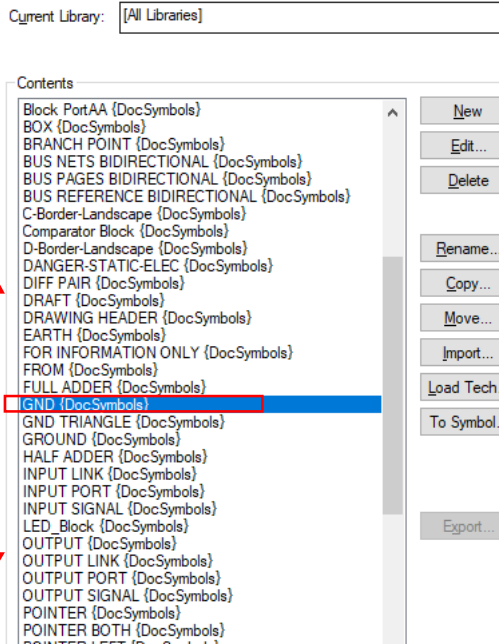 Current Library: [All Libraries]
Contents
Block PortAA {DocSymbols}
BOX {DocSymbols}
BRANCH POINT {DocSymbols}
BUS NETS BIDIRECTIONAL {DocSymbols}
BUS PAGES BIDIRECTIONAL {DocSymbols}
BUS REFERENCE BIDIRECTIONAL {DocSymbols}
C-Border-Landscape {DocSymbols}
Comparator Block {DocSymbols}
D-Border-Landscape {DocSymbols}
DANGER-STATIC-ELEC {DocSymbols}
DIFF PAIR {DocSymbols}
DRAFT {DocSymbols}
DRAWING HEADER {DocSymbols}
EARTH {DocSymbols}
FOR INFORMATION ONLY {DocSymbols}
FROM {DocSymbols}
FULL ADDER {DocSymbols}
GND {DocSymbols}
GND TRIANGLE {DocSymbols}
GROUND {DocSymbols}
HALF ADDER {DocSymbols}
INPUT LINK {DocSymbols}
INPUT PORT {DocSymbols}
INPUT SIGNAL {DocSymbols}
LED_Block {DocSymbols}
OUTPUT {DocSymbols}
OUTPUT LINK {DocSymbols}
OUTPUT PORT {DocSymbols}
OUTPUT SIGNAL {DocSymbols}
POINTER {DocSymbols}
POINTER BOTH {DocSymbols}
POINTER LEFT {DocSymbols}
New
Edit...
Delete
Rename...
Copy...
Move...
Import...
Load Tech
To Symbol.
Export...